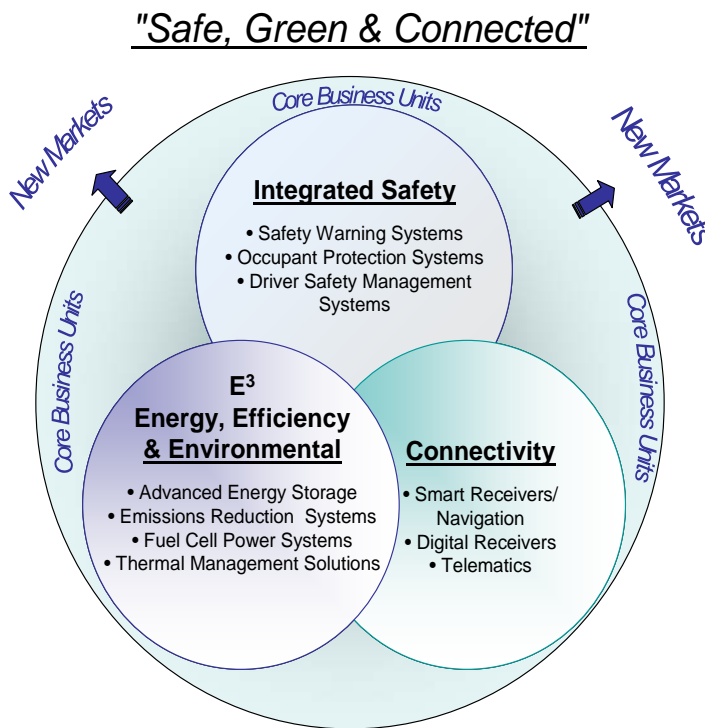 "Safe, Green & Connected"
Core Business Units
New Markets
New Markets
Integrated Safety
• Safety Warning Systems
• Occupant Protection Systems
• Driver Safety Management
Systems
Core Business Units
Core Business Units
E³
Energy, Efficiency
& Environmental
• Advanced Energy Storage
• Emissions Reduction Systems
• Fuel Cell Power Systems
• Thermal Management Solutions
Connectivity
• Smart Receivers/
Navigation
• Digital Receivers
• Telematics